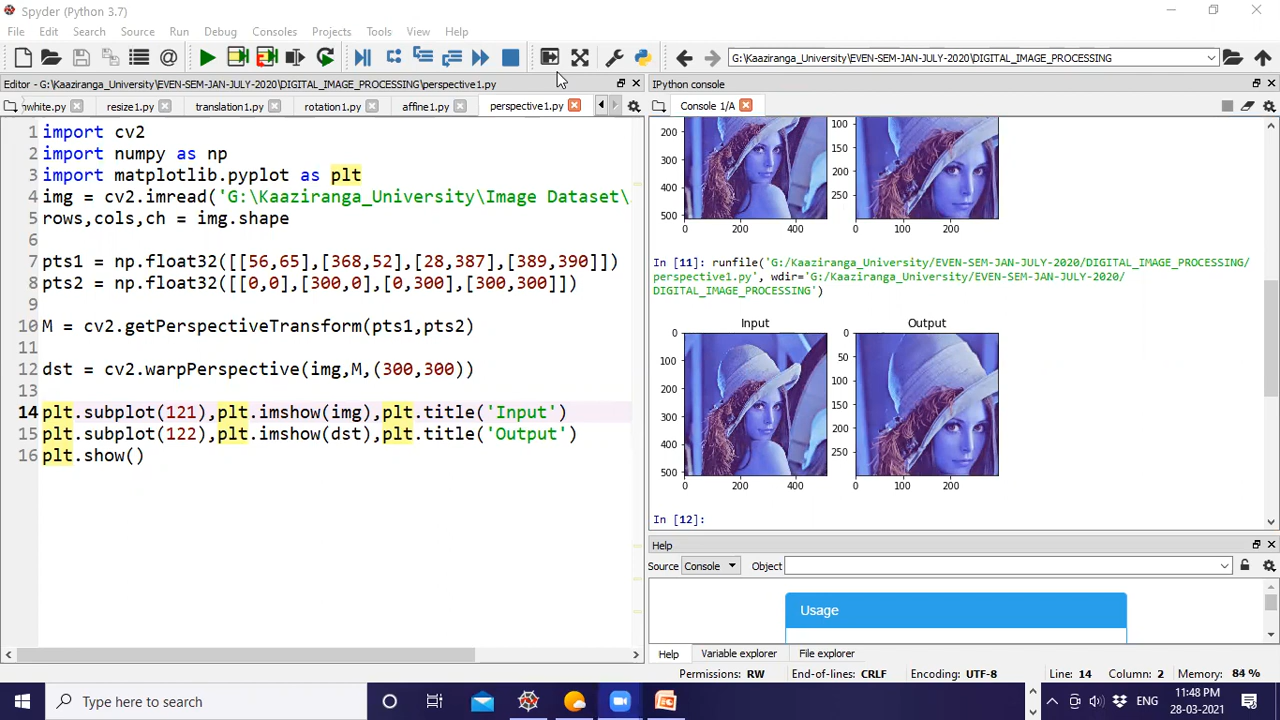 Spyder (Python 3.7)
File Edit Search Source Run Debug Consoles Projects Tools View Help
G:\Kaaziranga_University\EVEN-SEM-JAN-JULY-2020\DIGITAL_IMAGE_PROCESSING
Editor - G:\Kaaziranga_University\EVEN-SEM-JAN-JULY-2020\DIGITAL_IMAGE_PROCESSING\perspective1.py
white.py resize1.py translation1.py rotation1.py affine1.py perspective1.py
1 import cv2
2 import numpy as np
3 import matplotlib.pyplot as plt
4 img = cv2.imread('G:\Kaaziranga_University\Image Dataset\
5 rows,cols,ch = img.shape
6
7 pts1 = np.float32([[56,65],[368,52],[28,387],[389,390]])
8 pts2 = np.float32([[0,0],[300,0],[0,300],[300,300]])
9
10 M = cv2.getPerspectiveTransform(pts1,pts2)
11
12 dst = cv2.warpPerspective(img,M,(300,300))
13
14 plt.subplot(121),plt.imshow(img),plt.title('Input')
15 plt.subplot(122),plt.imshow(dst),plt.title('Output')
16 plt.show()
IPython console
Console 1/A
200 100
300 200
400
250
500
0 200 400 0 100 200
In [11]: runfile('G:/Kaaziranga_University/EVEN-SEM-JAN-JULY-2020/DIGITAL_IMAGE_PROCESSING/
perspective1.py', wdir='G:/Kaaziranga_University/EVEN-SEM-JAN-JULY-2020/
DIGITAL_IMAGE_PROCESSING')
Input Output
0 0
50
100 100
200 150
300 200
400 250
500
0 200 400 0 100 200
In [12]:
Help
Source Console Object
Usage
Help Variable explorer File explorer
Permissions: RW End-of-lines: CRLF Encoding: UTF-8 Line: 14 Column: 2 Memory: 84 %
Type here to search
ENG
11:48 PM
28-03-2021